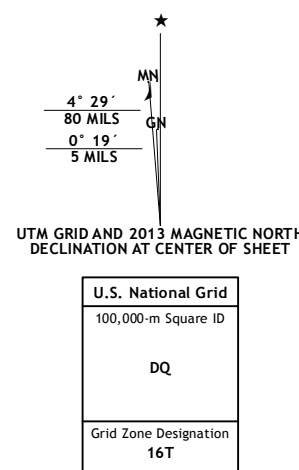 MN
4° 29´
80 MILS
GN
0° 19´
5 MILS
UTM GRID AND 2013 MAGNETIC NORTH
DECLINATION AT CENTER OF SHEET
U.S. National Grid
100,000-m Square ID
DQ
Grid Zone Designation
16T